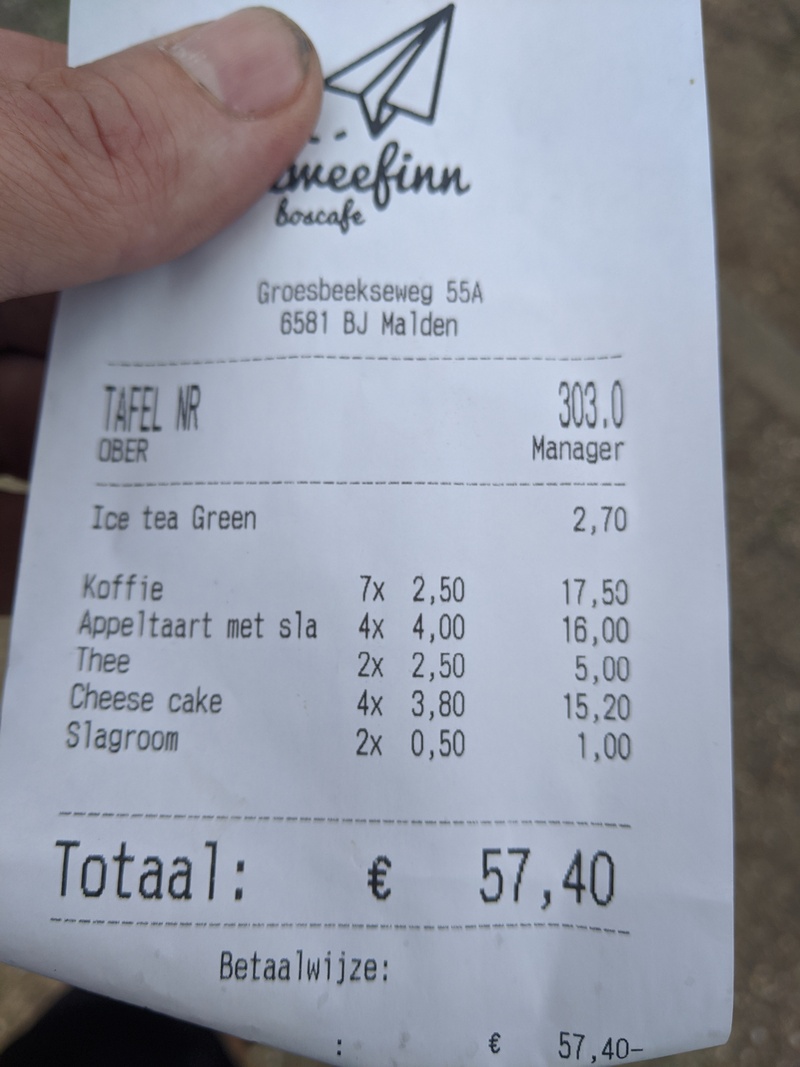 boscafe
Groesbeekseweg 55A
6581 BJ Malden
TAFEL NR 303.0
OBER Manager
Ice tea Green 2,70
Koffie 7x 2,50 17,50
Appeltaart met sla 4x 4,00 16,00
Thee 2x 2,50 5,00
Cheese cake 4x 3,80 15,20
Slagroom 2x 0,50 1,00
Totaal: € 57,40
Betaalwijze:
: € 57,40-